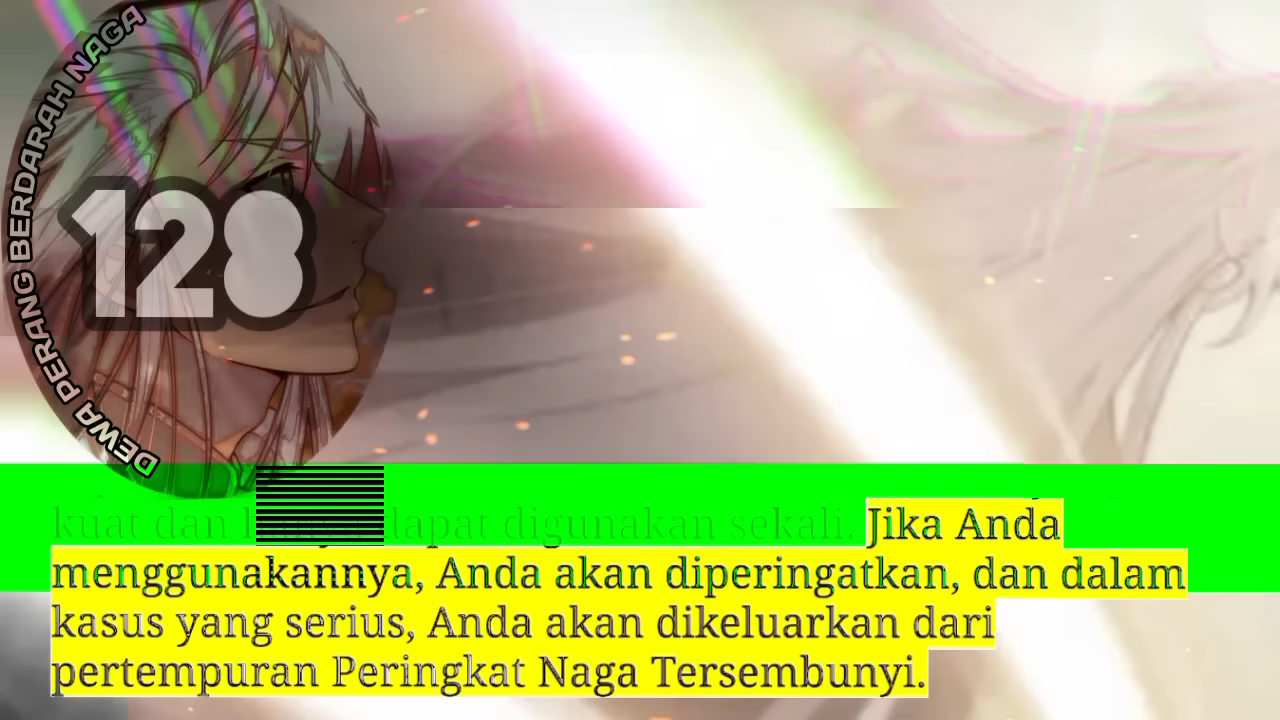 DEWA PERANG BERDARAH NAGA
128
kuat dan dapat digunakan sekali. Jika Anda
menggunakannya, Anda akan diperingatkan, dan dalam
kasus yang serius, Anda akan dikeluarkan dari
pertempuran Peringkat Naga Tersembunyi.